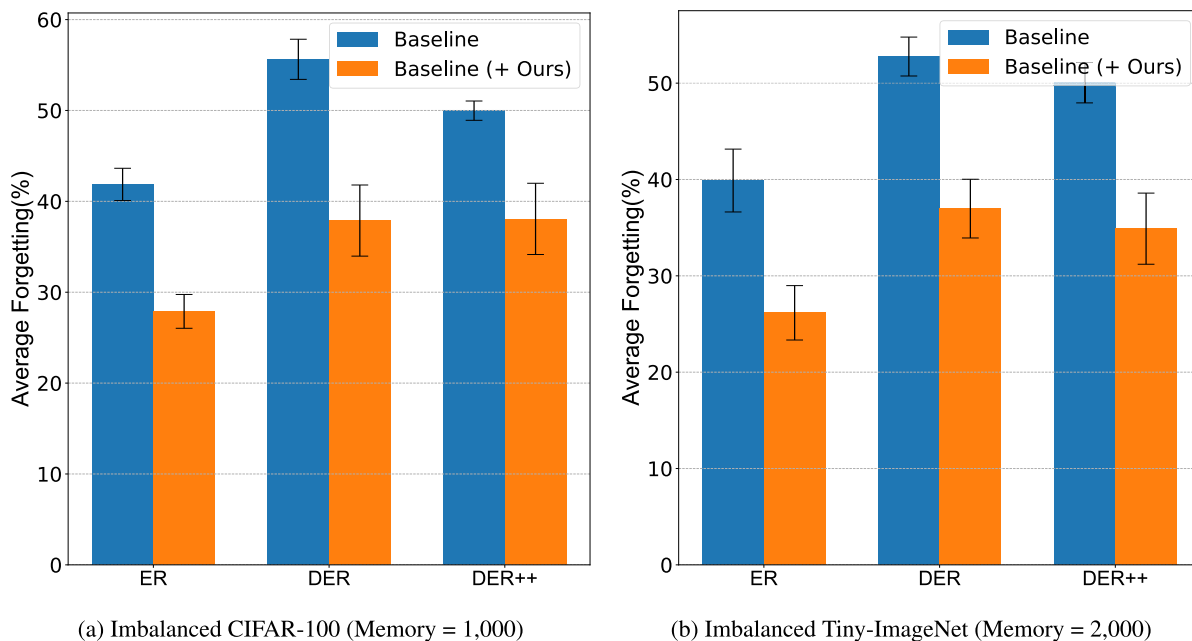 60
50
40
30
20
10
0
Average Forgetting(%)
Baseline
Baseline (+ Ours)
ER
DER
DER++
(a) Imbalanced CIFAR-100 (Memory = 1,000)
50
40
30
20
10
0
Average Forgetting(%)
Baseline
Baseline (+ Ours)
ER
DER
DER++
(b) Imbalanced Tiny-ImageNet (Memory = 2,000)